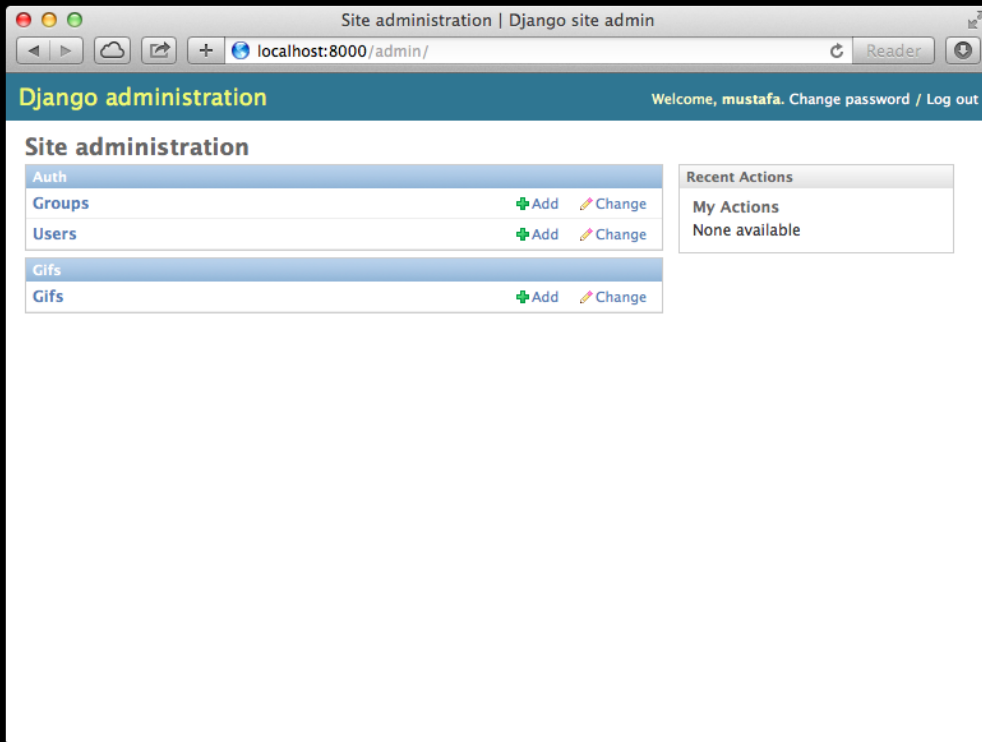 Site administration | Django site admin
localhost:8000/admin/
Reader
Django administration
Welcome, mustafa. Change password / Log out
Site administration
Auth
Groups Add Change
Users Add Change
Gifs
Gifs Add Change
Recent Actions
My Actions
None available